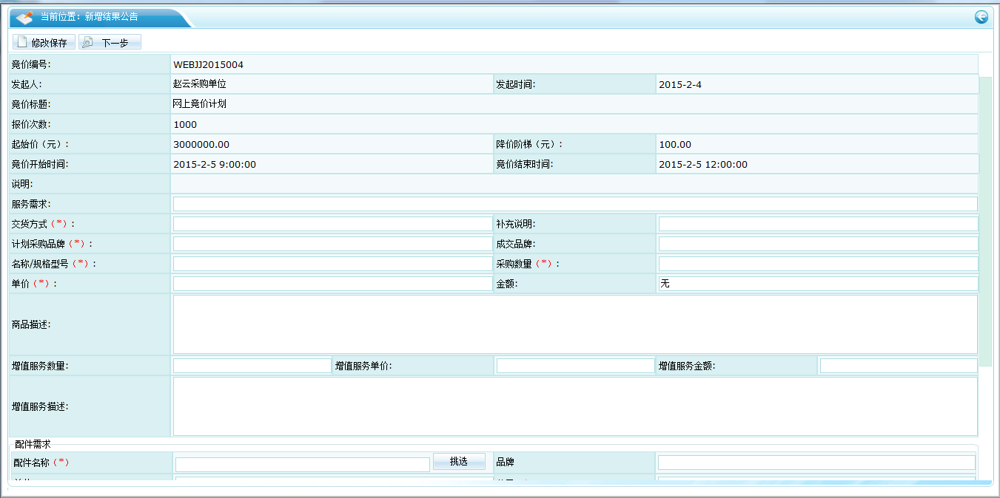 当前位置：新增结果公告
修改保存 下一步
竞价编号: WEBJJ2015004
发起人: 赵云采购单位 发起时间: 2015-2-4
竞价标题: 网上竞价计划
报价次数: 1000
起始价（元）: 3000000.00 降价阶梯（元）: 100.00
竞价开始时间: 2015-2-5 9:00:00 竞价结束时间: 2015-2-5 12:00:00
说明:
服务需求:
交货方式（*）: 补充说明:
计划采购品牌（*）: 成交品牌:
名称/规格型号（*）: 采购数量（*）:
单价（*）: 金额: 无
商品描述:
增值服务数量: 增值服务单价: 增值服务金额:
增值服务描述:
配件需求
配件名称（*） 挑选 品牌